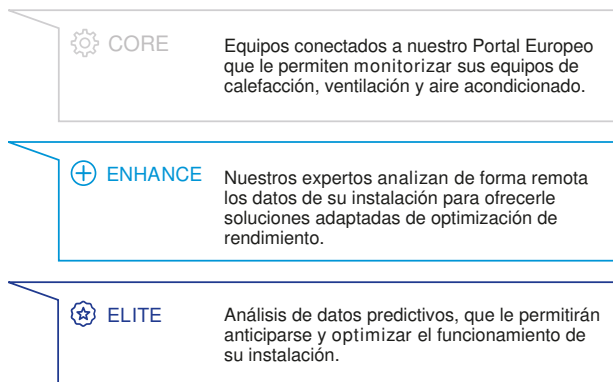 CORE
Equipos conectados a nuestro Portal Europeo
que le permiten monitorizar sus equipos de
calefacción, ventilación y aire acondicionado.
ENHANCE
Nuestros expertos analizan de forma remota
los datos de su instalación para ofrecerle
soluciones adaptadas de optimización de
rendimiento.
ELITE
Análisis de datos predictivos, que le permitirán
anticiparse y optimizar el funcionamiento de
su instalación.